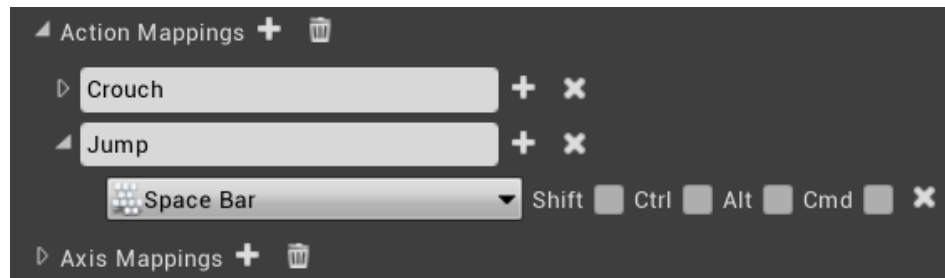 Action Mappings
Crouch
Jump
Space Bar Shift Ctrl Alt Cmd
Axis Mappings